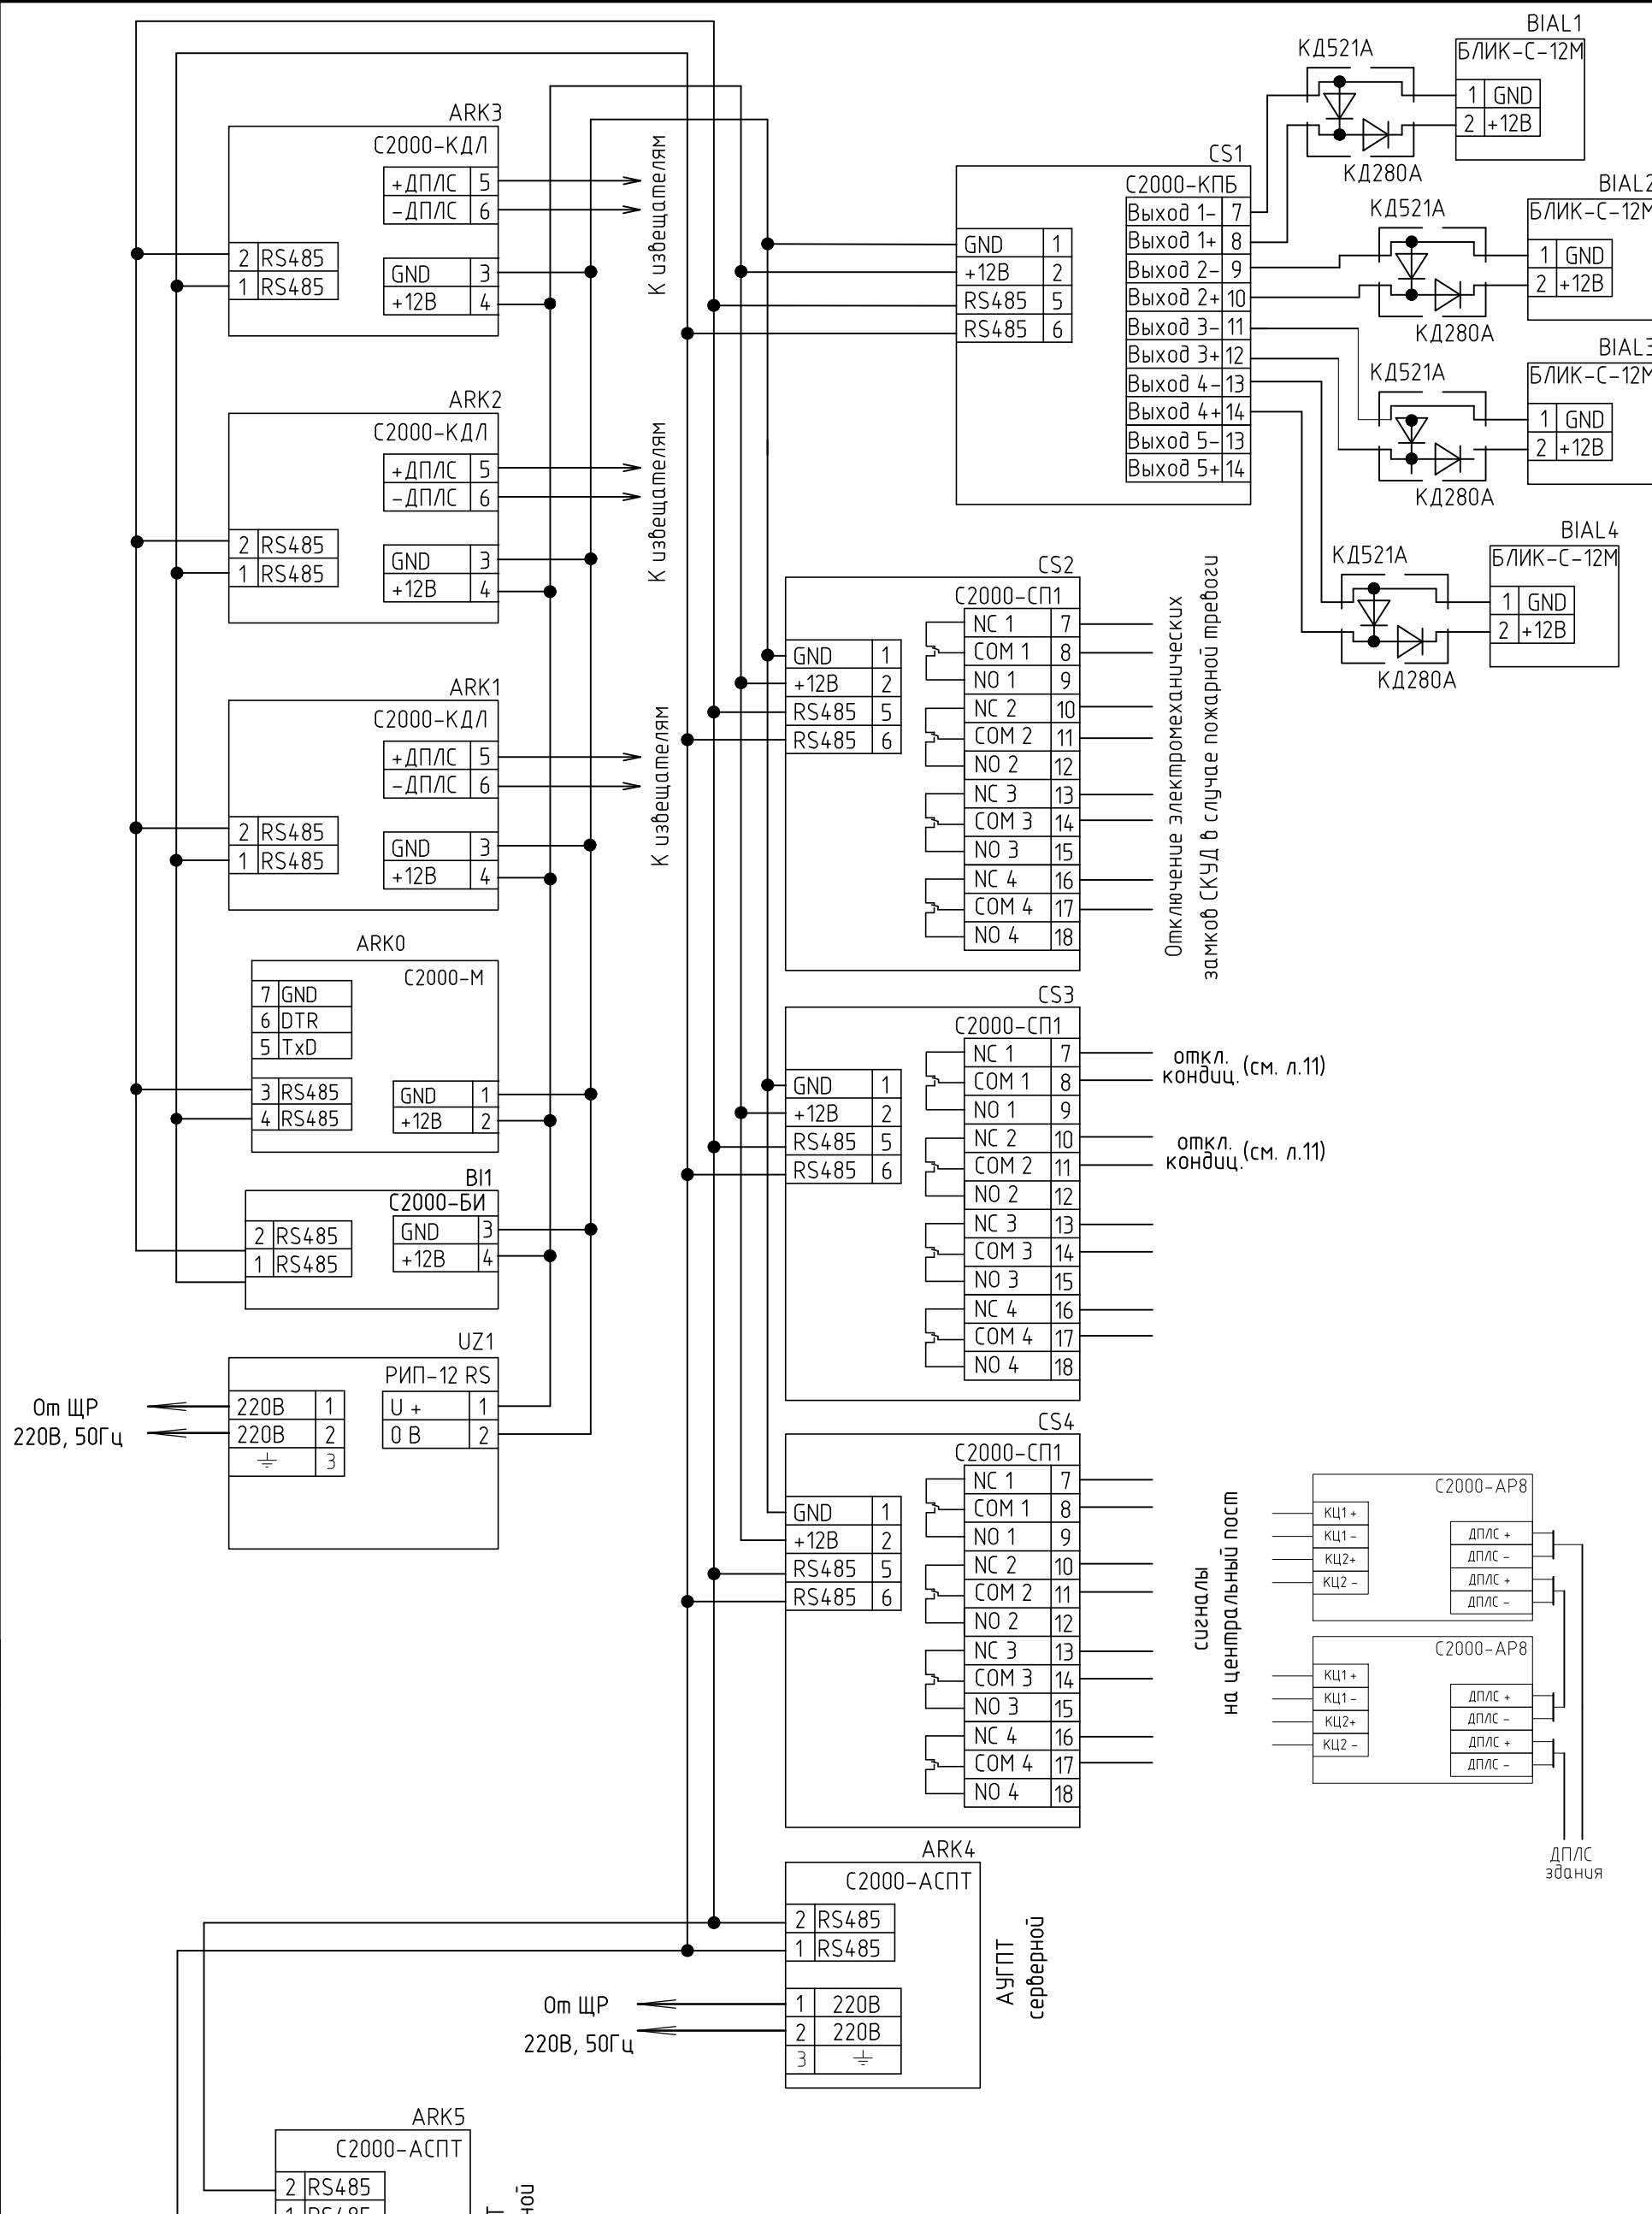 ARK3
С2000-КДЛ
+ДПЛС 5
-ДПЛС 6
2 RS485
1 RS485
GND 3
+12В 4
К извещателям
ARK2
С2000-КДЛ
+ДПЛС 5
-ДПЛС 6
2 RS485
1 RS485
GND 3
+12В 4
К извещателям
ARK1
С2000-КДЛ
+ДПЛС 5
-ДПЛС 6
2 RS485
1 RS485
GND 3
+12В 4
К извещателям
ARK0
С2000-М
7 GND
6 DTR
5 TxD
3 RS485
4 RS485
GND 1
+12В 2
BI1
С2000-БИ
2 RS485
1 RS485
GND 3
+12В 4
UZ1
РИП-12 RS
220В 1
220В 2
3
U + 1
0 В 2
От ЩР
220В, 50Гц
CS1
С2000-КПБ
GND 1
+12В 2
RS485 5
RS485 6
Выход 1- 7
Выход 1+ 8
Выход 2- 9
Выход 2+ 10
Выход 3- 11
Выход 3+ 12
Выход 4- 13
Выход 4+ 14
Выход 5- 13
Выход 5+ 14
КД521А
КД280А
BIAL1
БЛИК-С-12М
1 GND
2 +12В
КД521А
КД280А
BIAL2
БЛИК-С-12М
1 GND
2 +12В
КД521А
КД280А
BIAL3
БЛИК-С-12М
1 GND
2 +12В
КД521А
КД280А
BIAL4
БЛИК-С-12М
1 GND
2 +12В
CS2
С2000-СП1
GND 1
+12В 2
RS485 5
RS485 6
NC 1 7
COM 1 8
NO 1 9
NC 2 10
COM 2 11
NO 2 12
NC 3 13
COM 3 14
NO 3 15
NC 4 16
COM 4 17
NO 4 18
Отключение электромеханических
замков СКУД в случае пожарной тревоги
CS3
С2000-СП1
GND 1
+12В 2
RS485 5
RS485 6
NC 1 7
COM 1 8
NO 1 9
NC 2 10
COM 2 11
NO 2 12
NC 3 13
COM 3 14
NO 3 15
NC 4 16
COM 4 17
NO 4 18
откл.
кондиц. (см. л.11)
откл.
кондиц. (см. л.11)
CS4
С2000-СП1
GND 1
+12В 2
RS485 5
RS485 6
NC 1 7
COM 1 8
NO 1 9
NC 2 10
COM 2 11
NO 2 12
NC 3 13
COM 3 14
NO 3 15
NC 4 16
COM 4 17
NO 4 18
сигналы
на центральный пост
С2000-АР8
КЦ1 +
КЦ1 -
КЦ2+
КЦ2 -
ДПЛС +
ДПЛС -
ДПЛС +
ДПЛС -
С2000-АР8
КЦ1 +
КЦ1 -
КЦ2+
КЦ2 -
ДПЛС +
ДПЛС -
ДПЛС +
ДПЛС -
ДПЛС
здания
ARK4
С2000-АСПТ
2 RS485
1 RS485
1 220В
2 220В
3
От ЩР
220В, 50Гц
АУГПТ
серверной
ARK5
С2000-АСПТ
2 RS485
1 RS485